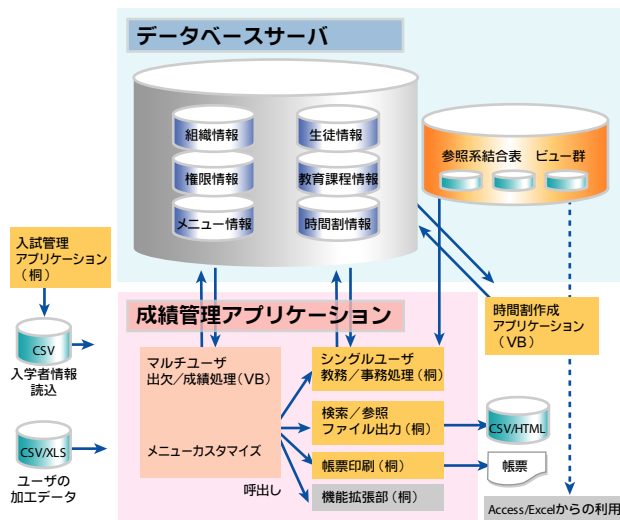 データベースサーバ
組織情報
生徒情報
権限情報
教育課程情報
メニュー情報
時間割情報
参照系結合表 ビュー群
入試管理
アプリケーション
(桐)
CSV
入学者情報
読込
CSV/XLS
ユーザの
加工データ
成績管理アプリケーション
マルチユーザ
出欠/成績処理(VB)
メニューカスタマイズ
呼出し
シングルユーザ
教務/事務処理(桐)
検索/参照
ファイル出力(桐)
帳票印刷(桐)
機能拡張部(桐)
時間割作成
アプリケーション
(VB)
CSV/HTML
帳票
Access/Excelからの利用